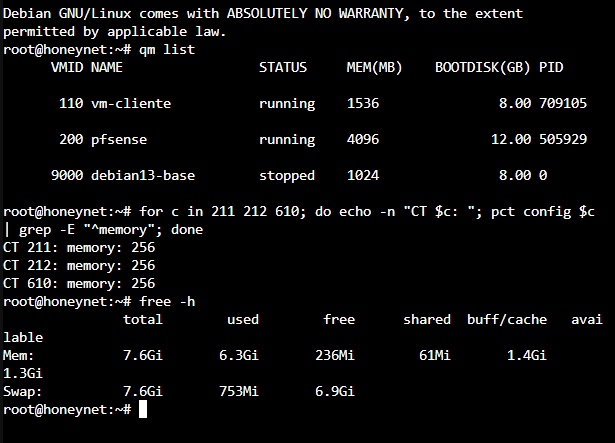 Debian GNU/Linux comes with ABSOLUTELY NO WARRANTY, to the extent
permitted by applicable law.
root@honeynet:~# qm list
VMID NAME STATUS MEM(MB) BOOTDISK(GB) PID
110 vm-cliente running 1536 8.00 709105
200 pfsense running 4096 12.00 505929
9000 debian13-base stopped 1024 8.00 0
root@honeynet:~# for c in 211 212 610; do echo -n "CT $c: "; pct config $c
| grep -E "^memory"; done
CT 211: memory: 256
CT 212: memory: 256
CT 610: memory: 256
root@honeynet:~# free -h
total used free shared buff/cache avai
lable
Mem: 7.6Gi 6.3Gi 236Mi 61Mi 1.4Gi
1.3Gi
Swap: 7.6Gi 753Mi 6.9Gi
root@honeynet:~#